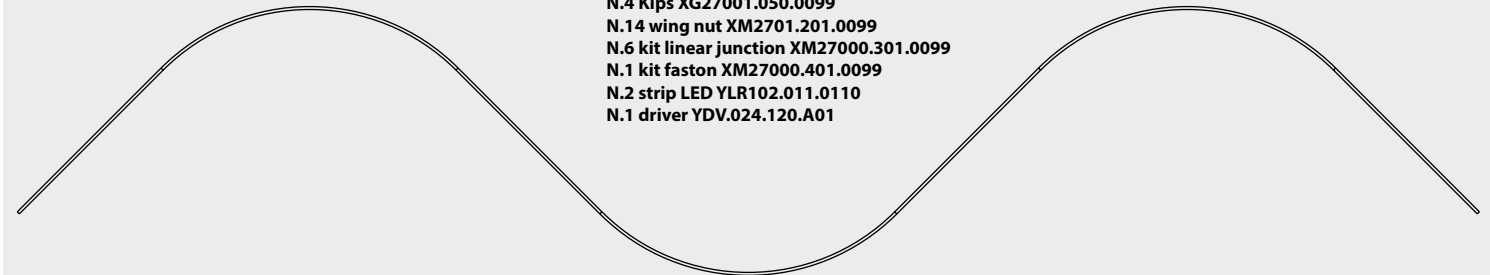 N.4 Kips XG27001.050.0099
N.14 wing nut XM2701.201.0099
N.6 kit linear junction XM27000.301.0099
N.1 kit faston XM27000.401.0099
N.2 strip LED YLR102.011.0110
N.1 driver YDV.024.120.A01